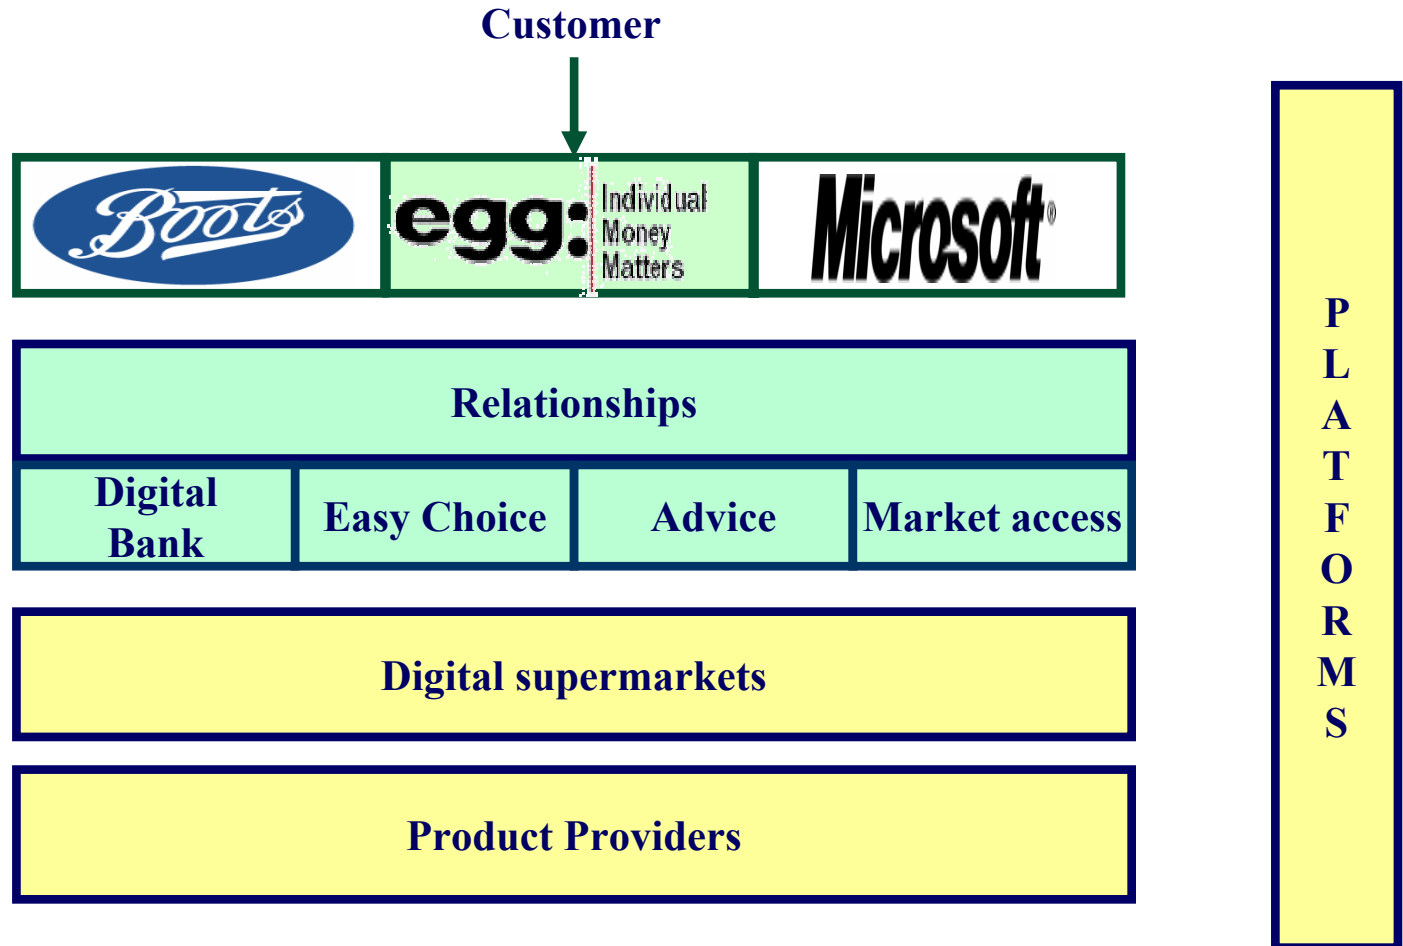 Customer
Boots
egg:
Individual
Money
Matters
Microsoft®
Relationships
Digital
Bank
Easy Choice
Advice
Market access
Digital supermarkets
Product Providers
P
L
A
T
F
O
R
M
S